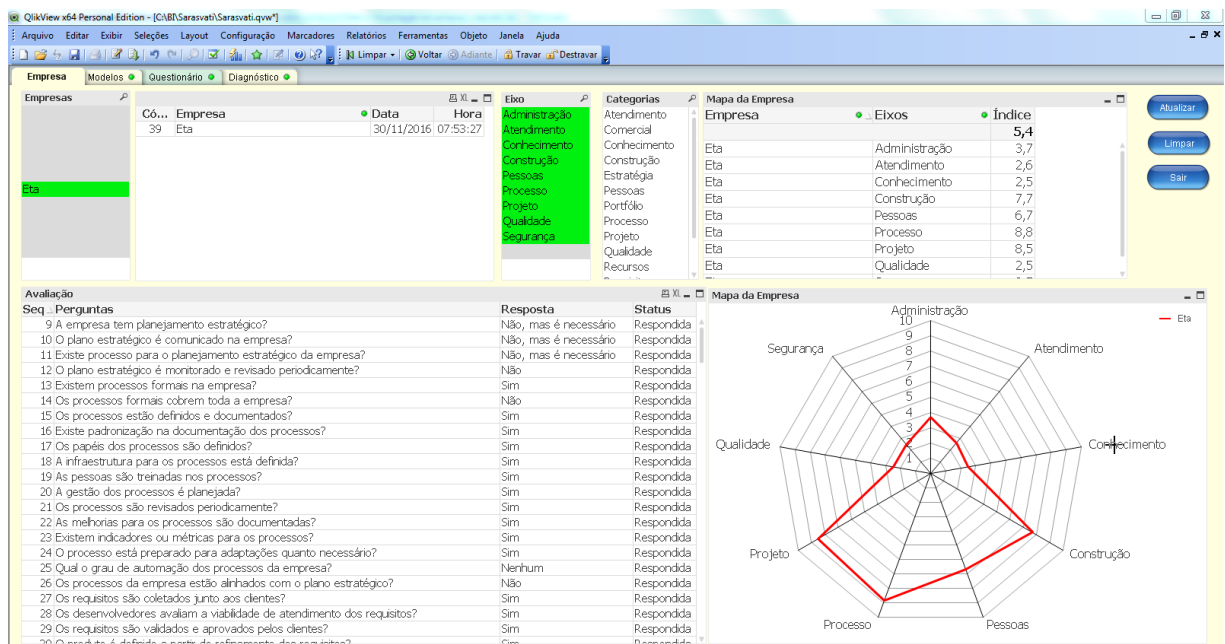 QlikView x64 Personal Edition - [C:\BI\Sarasvati\Sarasvati.qvw*]
Arquivo Editar Exibir Seleções Layout Configuração Marcadores Relatórios Ferramentas Objeto Janela Ajuda
Limpar Voltar Adiante Travar Destravar
Empresa Modelos Questionário Diagnóstico
Empresas
Eta
XL
Có... Empresa Data Hora
39 Eta 30/11/2016 07:53:27
Eixo
Administração
Atendimento
Conhecimento
Construção
Pessoas
Processo
Projeto
Qualidade
Segurança
Categorias
Atendimento
Comercial
Conhecimento
Construção
Estratégia
Pessoas
Portfólio
Processo
Projeto
Qualidade
Recursos
Mapa da Empresa
Empresa Eixos Índice
5,4
Eta Administração 3,7
Eta Atendimento 2,6
Eta Conhecimento 2,5
Eta Construção 7,7
Eta Pessoas 6,7
Eta Processo 8,8
Eta Projeto 8,5
Eta Qualidade 2,5
Atualizar
Limpar
Sair
Avaliação XL
Seq Perguntas Resposta Status
9 A empresa tem planejamento estratégico? Não, mas é necessário Respondida
10 O plano estratégico é comunicado na empresa? Não, mas é necessário Respondida
11 Existe processo para o planejamento estratégico da empresa? Não, mas é necessário Respondida
12 O plano estratégico é monitorado e revisado periodicamente? Não Respondida
13 Existem processos formais na empresa? Sim Respondida
14 Os processos formais cobrem toda a empresa? Não Respondida
15 Os processos estão definidos e documentados? Sim Respondida
16 Existe padronização na documentação dos processos? Sim Respondida
17 Os papéis dos processos são definidos? Sim Respondida
18 A infraestrutura para os processos está definida? Sim Respondida
19 As pessoas são treinadas nos processos? Sim Respondida
20 A gestão dos processos é planejada? Sim Respondida
21 Os processos são revisados periodicamente? Sim Respondida
22 As melhorias para os processos são documentadas? Sim Respondida
23 Existem indicadores ou métricas para os processos? Sim Respondida
24 O processo está preparado para adaptações quanto necessário? Sim Respondida
25 Qual o grau de automação dos processos da empresa? Nenhum Respondida
26 Os processos da empresa estão alinhados com o plano estratégico? Não Respondida
27 Os requisitos são coletados junto aos clientes? Sim Respondida
28 Os desenvolvedores avaliam a viabilidade de atendimento dos requisitos? Sim Respondida
29 Os requisitos são validados e aprovados pelos clientes? Sim Respondida
30 O produto é definido a partir do refinamento dos requisitos? Sim Respondida
Mapa da Empresa
Eta
Administração
10
9
8
7
6
5
4
3
2
1
Segurança Atendimento
Qualidade Conhecimento
Projeto Construção
Processo Pessoas